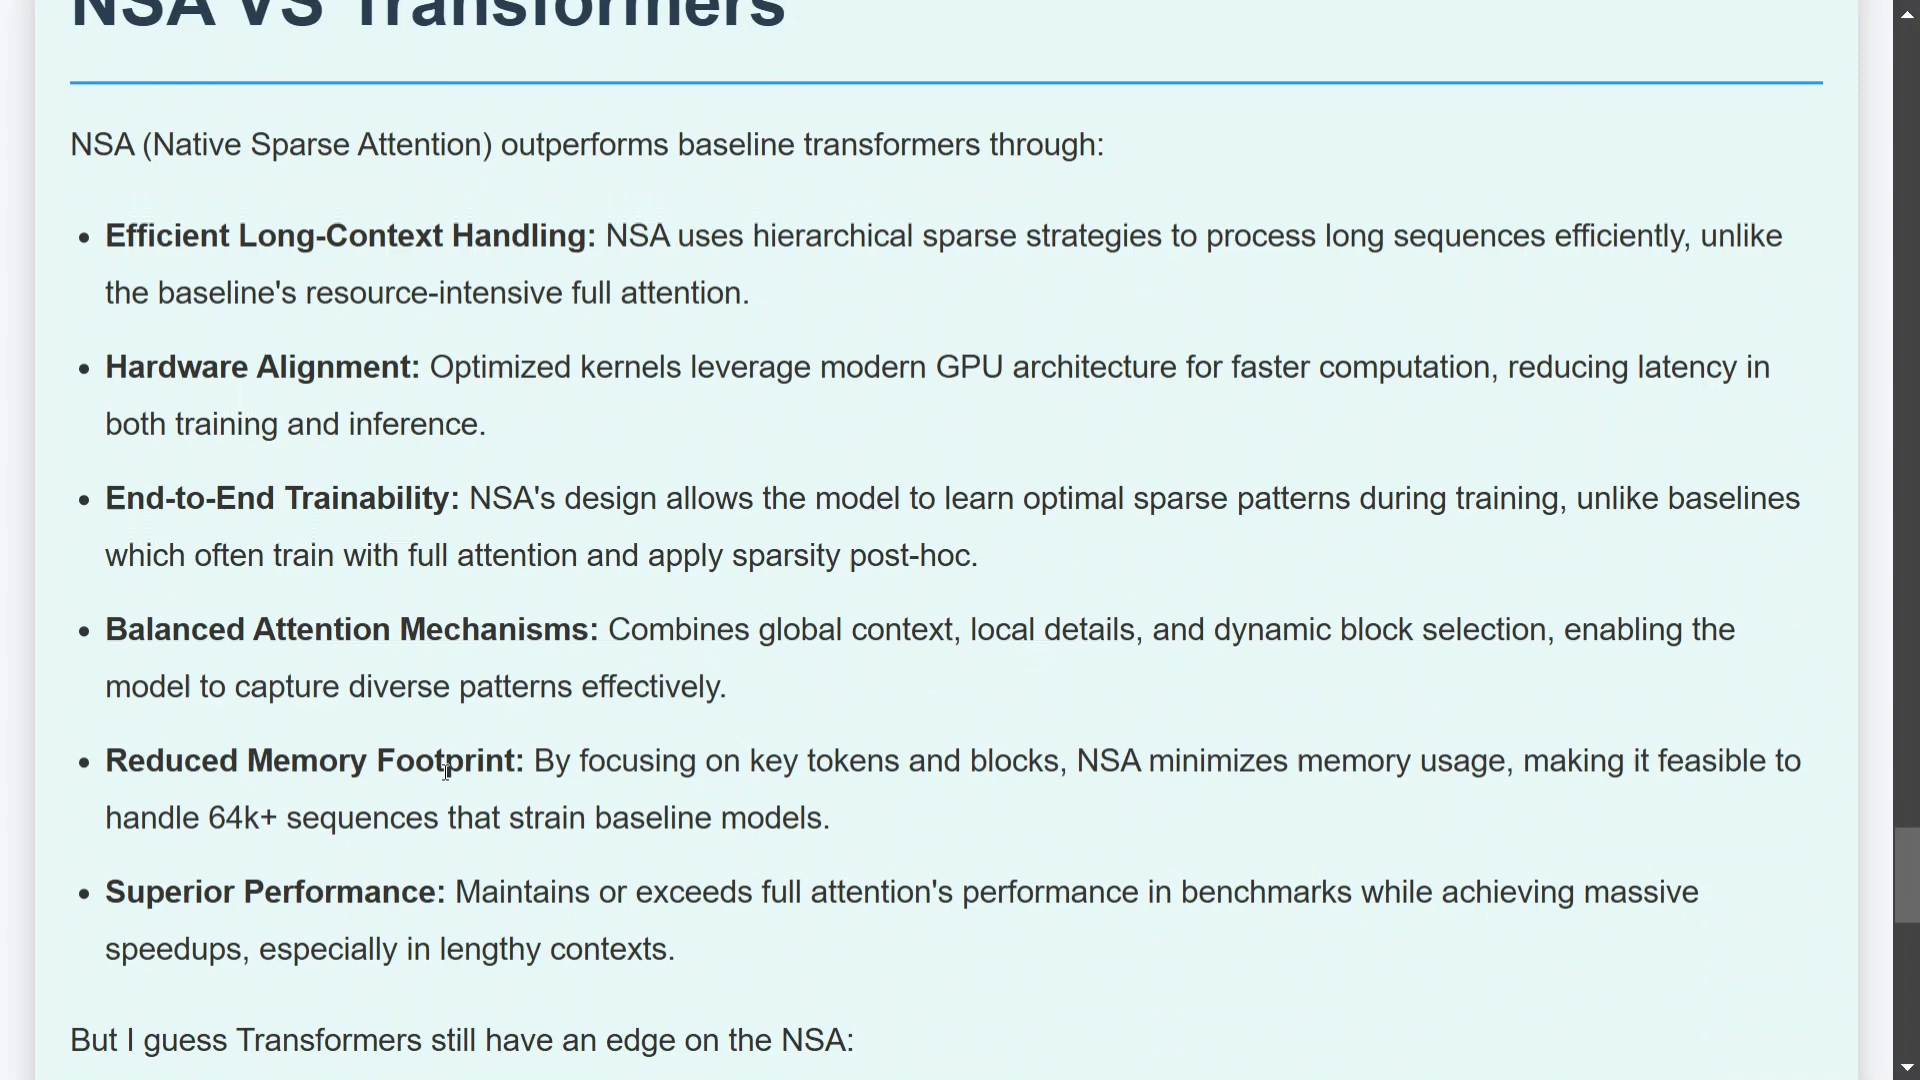 NSA VS Transformers
NSA (Native Sparse Attention) outperforms baseline transformers through:
• Efficient Long-Context Handling: NSA uses hierarchical sparse strategies to process long sequences efficiently, unlike
the baseline's resource-intensive full attention.
• Hardware Alignment: Optimized kernels leverage modern GPU architecture for faster computation, reducing latency in
both training and inference.
• End-to-End Trainability: NSA's design allows the model to learn optimal sparse patterns during training, unlike baselines
which often train with full attention and apply sparsity post-hoc.
• Balanced Attention Mechanisms: Combines global context, local details, and dynamic block selection, enabling the
model to capture diverse patterns effectively.
• Reduced Memory Footprint: By focusing on key tokens and blocks, NSA minimizes memory usage, making it feasible to
handle 64k+ sequences that strain baseline models.
• Superior Performance: Maintains or exceeds full attention's performance in benchmarks while achieving massive
speedups, especially in lengthy contexts.
But I guess Transformers still have an edge on the NSA: